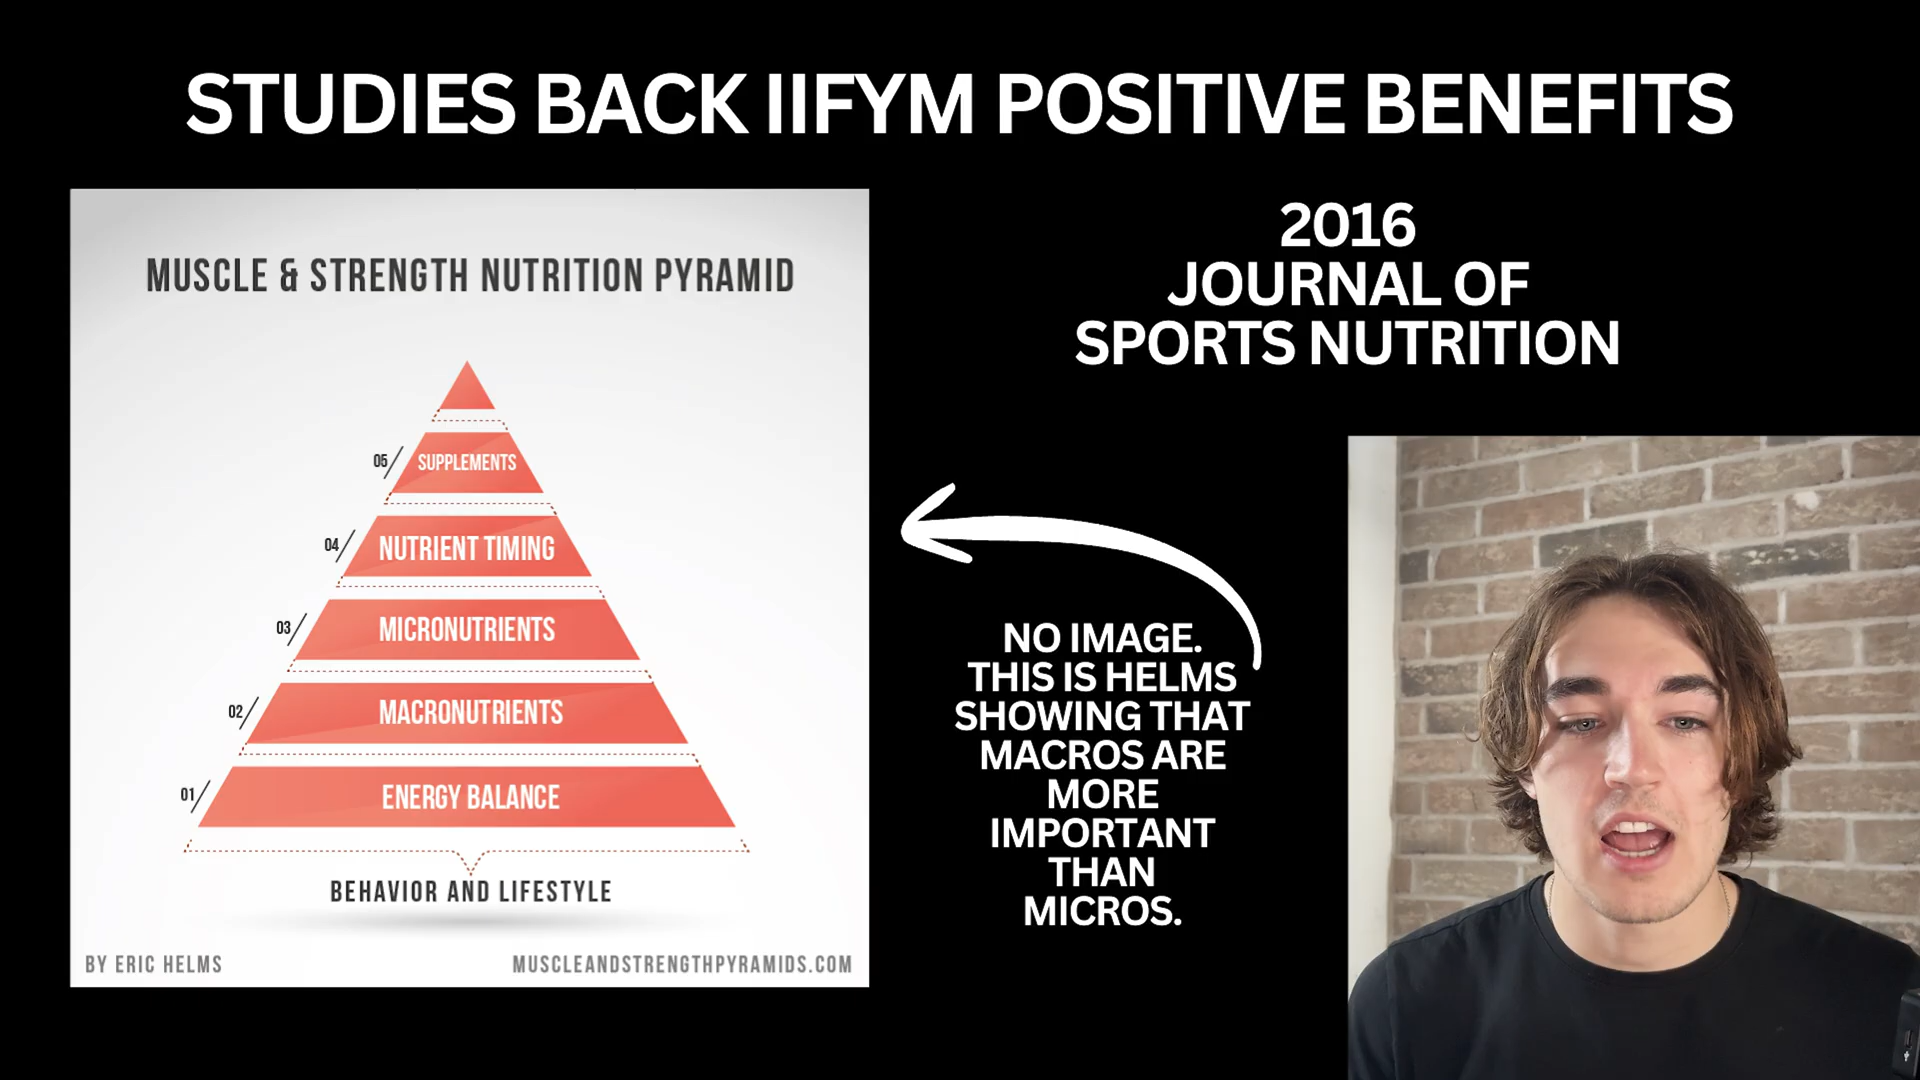 STUDIES BACK IIFYM POSITIVE BENEFITS
MUSCLE & STRENGTH NUTRITION PYRAMID
05/ SUPPLEMENTS
04/ NUTRIENT TIMING
03/ MICRONUTRIENTS
02/ MACRONUTRIENTS
01/ ENERGY BALANCE
BEHAVIOR AND LIFESTYLE
BY ERIC HELMS
MUSCLEANDSTRENGTHPYRAMIDS.COM
2016
JOURNAL OF
SPORTS NUTRITION
NO IMAGE.
THIS IS HELMS
SHOWING THAT
MACROS ARE
MORE
IMPORTANT
THAN
MICROS.